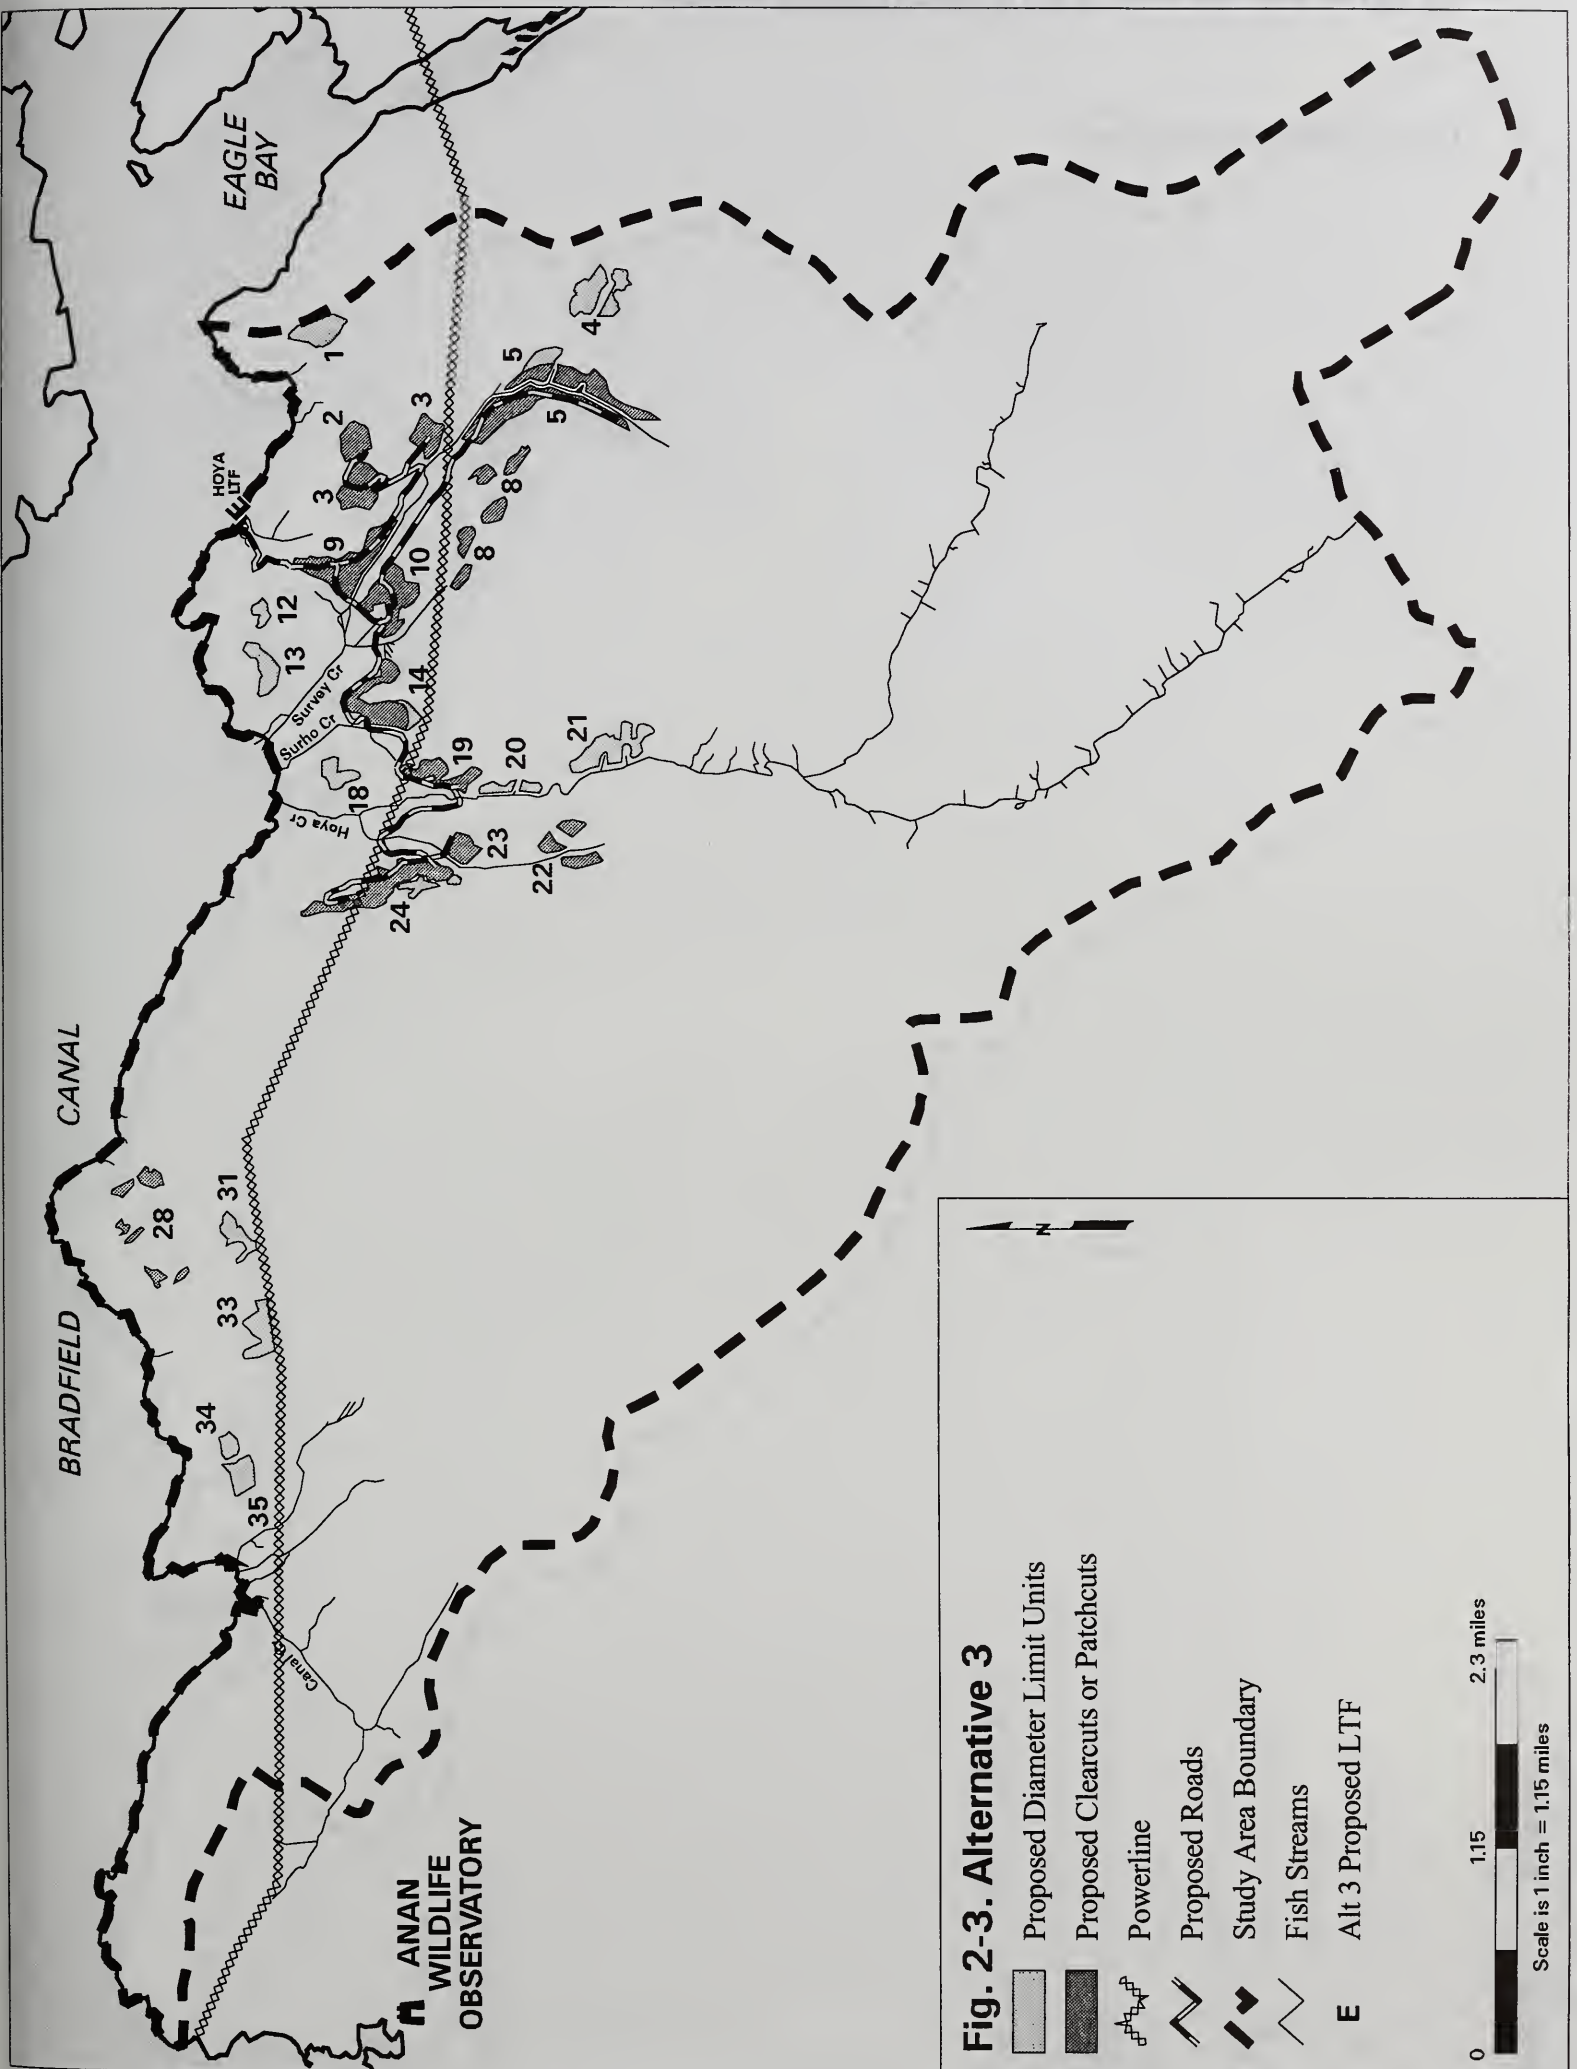 BRADFIELD
CANAL
EAGLE
BAY
HOYA
LTF
E
1
2
3
3
4
5
5
8
8
9
10
12
13
14
Survey Cr
Surho Cr
18
19
20
21
Hoya Cr
22
23
24
28
31
33
34
35
Canal
ANAN
WILDLIFE
OBSERVATORY
Fig. 2-3. Alternative 3
Proposed Diameter Limit Units
Proposed Clearcuts or Patchcuts
Powerline
Proposed Roads
Study Area Boundary
Fish Streams
E Alt 3 Proposed LTF
N
0 1.15 2.3 miles
Scale is 1 inch = 1.15 miles